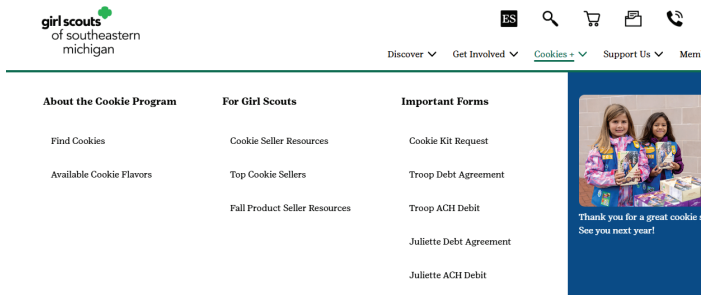 girl scouts
of southeastern
michigan
ES
Discover
Get Involved
Cookies +
Support Us
About the Cookie Program
Find Cookies
Available Cookie Flavors
For Girl Scouts
Cookie Seller Resources
Top Cookie Sellers
Fall Product Seller Resources
Important Forms
Cookie Kit Request
Troop Debt Agreement
Troop ACH Debit
Juliette Debt Agreement
Juliette ACH Debit
Thank you for a great cookie
See you next year!